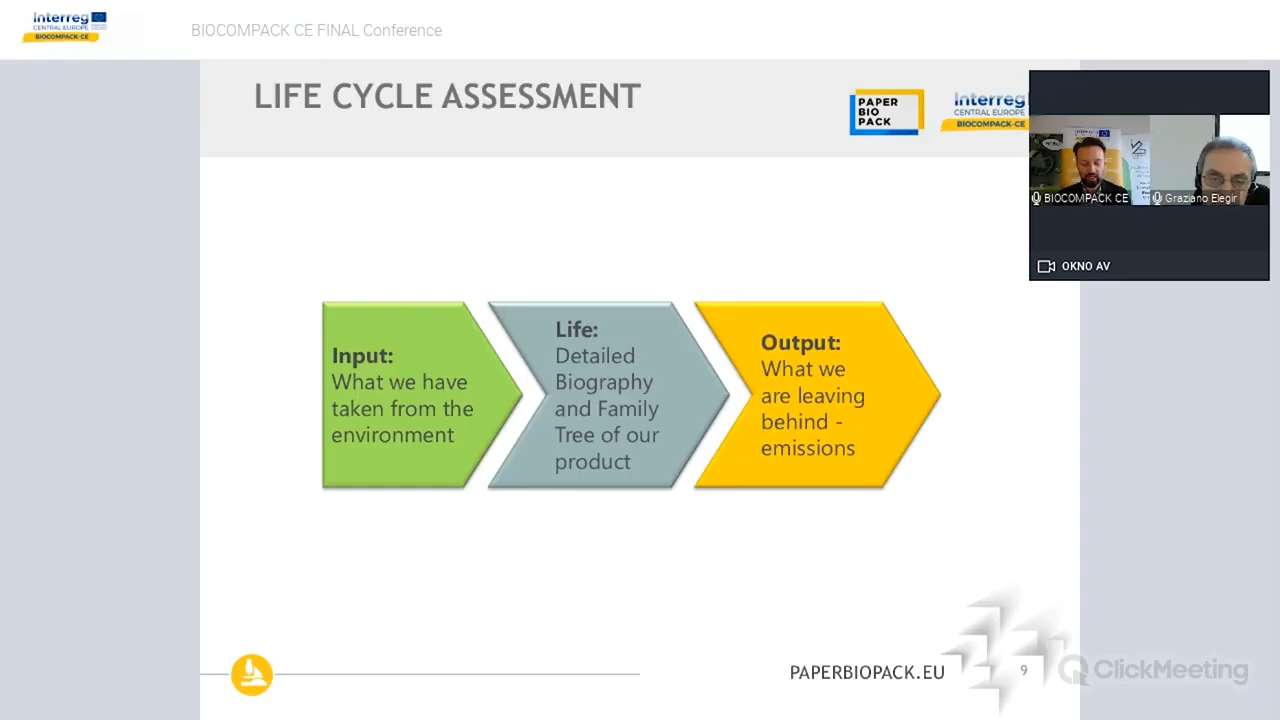 Interreg
CENTRAL EUROPE
BIOCOMPACK-CE
BIOCOMPACK CE FINAL Conference
LIFE CYCLE ASSESSMENT
PAPER
BIO
PACK
Interreg
CENTRAL EUROPE
BIOCOMPACK-CE
BIOCOMPACK CE
Graziano Elegir
OKNO AV
Input:
What we have
taken from the
environment
Life:
Detailed
Biography
and Family
Tree of our
product
Output:
What we
are leaving
behind -
emissions
PAPERBIOPACK.EU
9
ClickMeeting